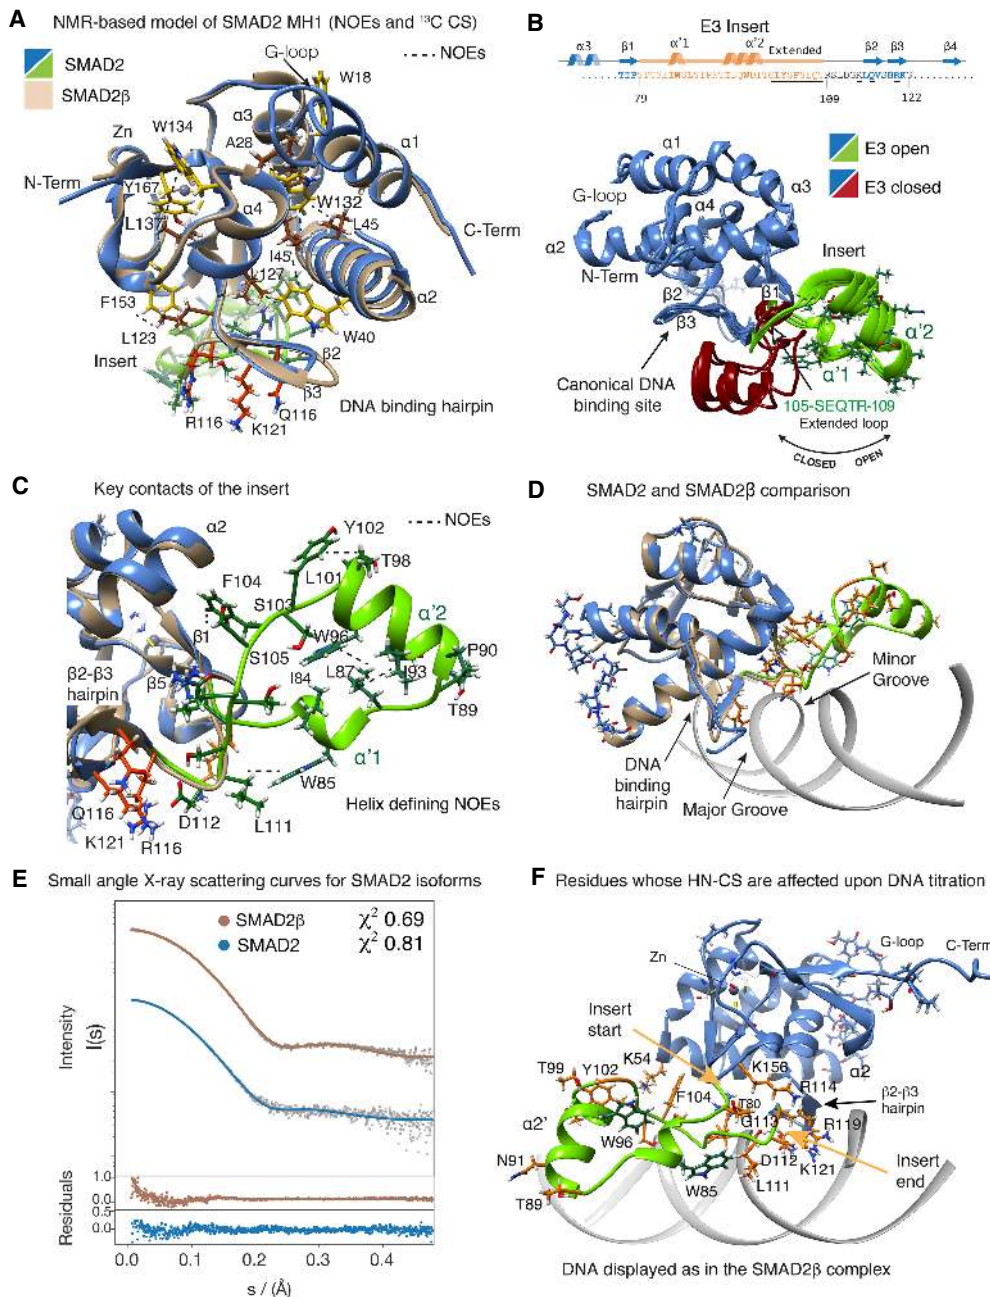 A
NMR-based model of SMAD2 MH1 (NOEs and ¹³C CS)
SMAD2
SMAD2β
G-loop
NOEs
W18
W134
Zn
α3
A28
α1
N-Term
Y167
L137
α4
W132
L45
C-Term
I45
L127
α2
F153
L123
W40
Insert
β2
β3
R116
K121
Q116
DNA binding hairpin
B
E3 Insert
α3
β1
α'1
α'2
Extended
β2
β3
β4
79
109
122
E3 open
E3 closed
α1
G-loop
α3
α4
α2
N-Term
Insert
β2
β1
β3
α'2
α'1
Canonical DNA
binding site
105-SEQTR-109
Extended loop
CLOSED OPEN
C
Key contacts of the insert
NOEs
α2
Y102
T98
F104
L101
S103
α'2
β1
W96
S105
P90
β2-β3
hairpin
β5
I84
L87
I93
T89
α'1
W85
Helix defining NOEs
Q116
D112
L111
K121
R116
D
SMAD2 and SMAD2β comparison
Minor
Groove
DNA
binding
hairpin
Major Groove
E
Small angle X-ray scattering curves for SMAD2 isoforms
SMAD2β χ² 0.69
SMAD2 χ² 0.81
Intensity
I(s)
Residuals
1.0
0.0
0.5
0.0
0.0 0.1 0.2 0.3 0.4
s / (Å)
F
Residues whose HN-CS are affected upon DNA titration
G-loop
C-Term
Zn
Insert
start
K54
K156
α2
T99
Y102
R114
β2-β3
hairpin
F104
T80
G113
R119
α2'
W96
D112
K121
N91
W85
L111
Insert
end
T89
DNA displayed as in the SMAD2β complex